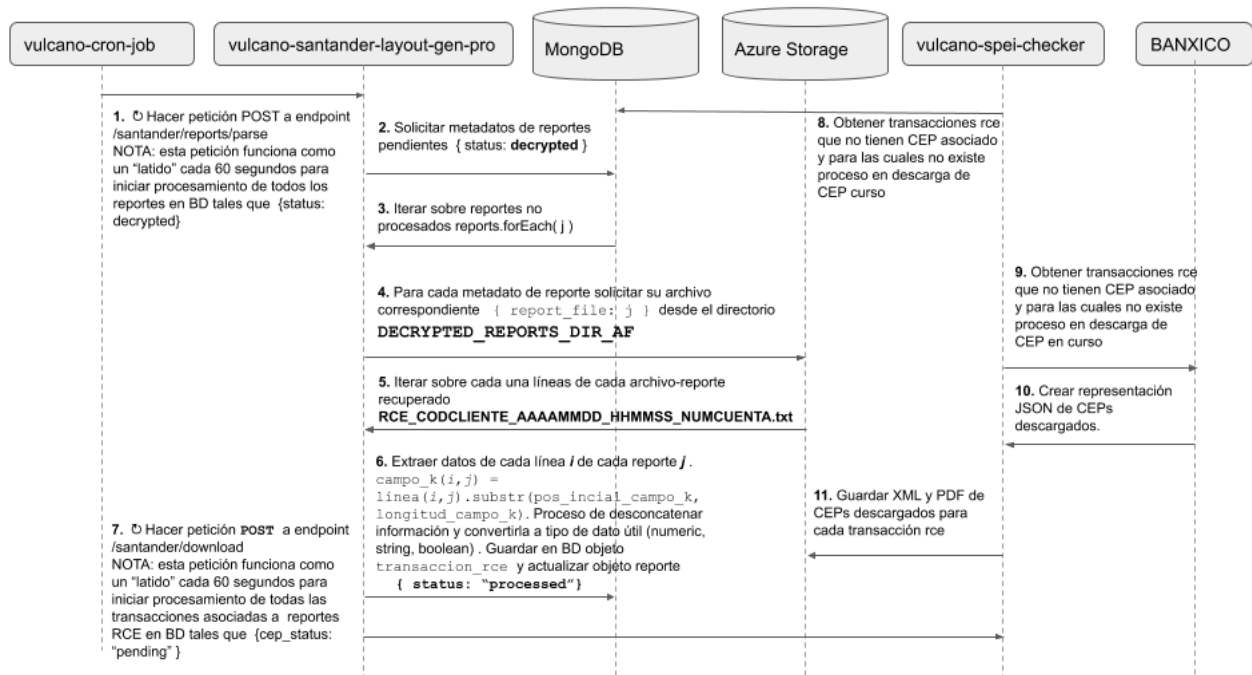 vulcano-cron-job
vulcano-santander-layout-gen-pro
MongoDB
Azure Storage
vulcano-spei-checker
BANXICO
1. ↻ Hacer petición POST a endpoint
/santander/reports/parse
NOTA: esta petición funciona como
un “latido” cada 60 segundos para
iniciar procesamiento de todos los
reportes en BD tales que {status:
decrypted}
2. Solicitar metadatos de reportes
pendientes { status: decrypted }
3. Iterar sobre reportes no
procesados reports.forEach( j )
4. Para cada metadato de reporte solicitar su archivo
correspondiente { report_file: j } desde el directorio
DECRYPTED_REPORTS_DIR_AF
5. Iterar sobre cada una líneas de cada archivo-reporte
recuperado
RCE_CODCLIENTE_AAAAMMDD_HHMMSS_NUMCUENTA.txt
6. Extraer datos de cada línea i de cada reporte j .
campo_k(i,j) =
linea(i,j).substr(pos_incial_campo_k,
longitud_campo_k). Proceso de desconcatenar
información y convertirla a tipo de dato útil (numeric,
string, boolean) . Guardar en BD objeto
transaccion_rce y actualizar objeto reporte
{ status: “processed”}
7. ↻ Hacer petición POST a endpoint
/santander/download
NOTA: esta petición funciona como
un “latido” cada 60 segundos para
iniciar procesamiento de todas las
transacciones asociadas a reportes
RCE en BD tales que {cep_status:
“pending” }
8. Obtener transacciones rce
que no tienen CEP asociado
y para las cuales no existe
proceso en descarga de
CEP curso
9. Obtener transacciones rce
que no tienen CEP asociado
y para las cuales no existe
proceso en descarga de
CEP en curso
10. Crear representación
JSON de CEPs
descargados.
11. Guardar XML y PDF de
CEPs descargados para
cada transacción rce